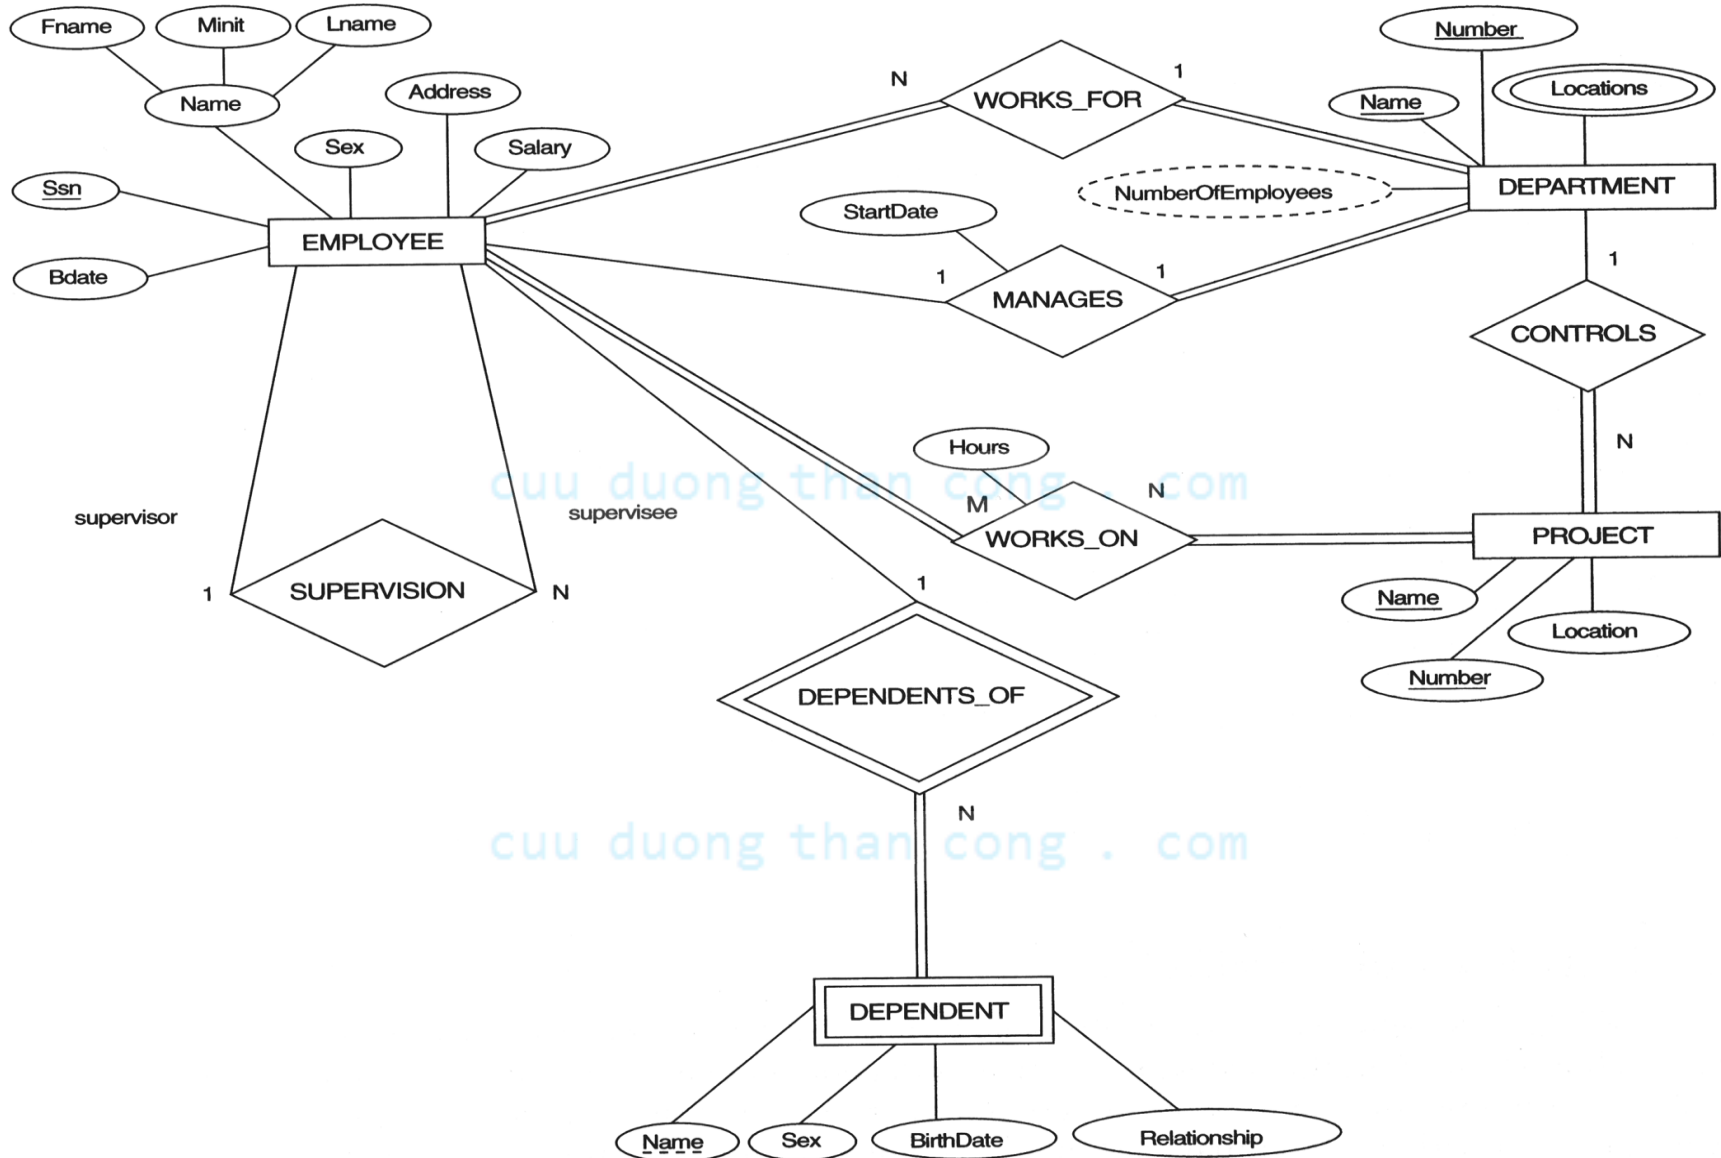 Fname
Minit
Lname
Number
Name
Address
WORKS_FOR
N
1
Name
Locations
Sex
Salary
Ssn
StartDate
NumberOfEmployees
DEPARTMENT
EMPLOYEE
Bdate
1
MANAGES
1
1
CONTROLS
N
Hours
cuu duong than cong . com
supervisor
supervisee
M
N
WORKS_ON
PROJECT
1
SUPERVISION
N
1
Name
Location
Number
DEPENDENTS_OF
N
cuu duong than cong . com
DEPENDENT
Name
Sex
BirthDate
Relationship